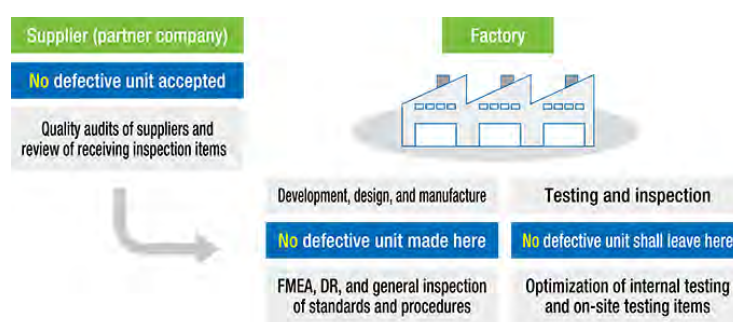 Supplier (partner company)
No defective unit accepted
Quality audits of suppliers and
review of receiving inspection items
Factory
Development, design, and manufacture
No defective unit made here
FMEA, DR, and general inspection
of standards and procedures
Testing and inspection
No defective unit shall leave here
Optimization of internal testing
and on-site testing items